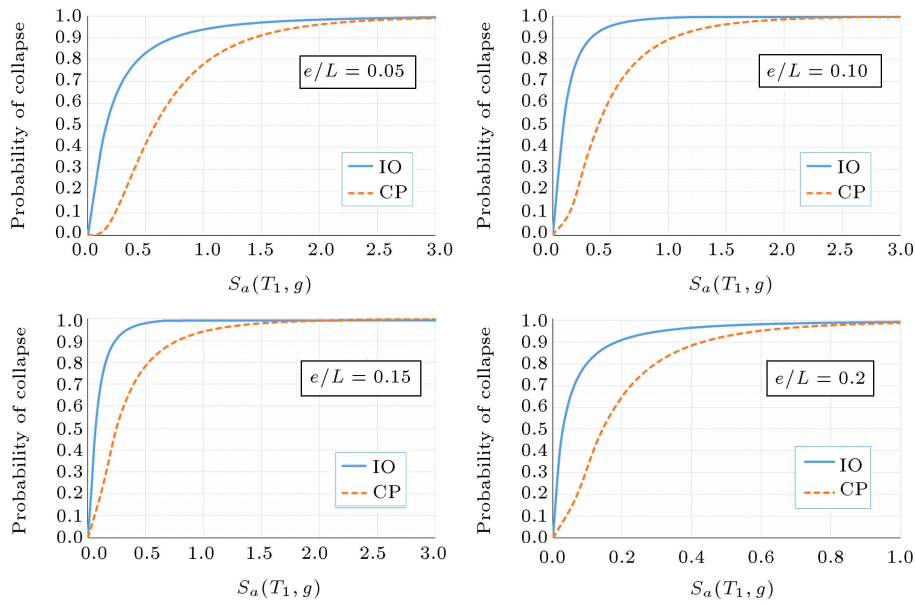 1.0
0.9
0.8
0.7
0.6
0.5
0.4
0.3
0.2
0.1
0.0
Probability of collapse
e/L = 0.05
IO
CP
0.0 0.5 1.0 1.5 2.0 2.5 3.0
Sₐ(T₁, g)
1.0
0.9
0.8
0.7
0.6
0.5
0.4
0.3
0.2
0.1
0.0
Probability of collapse
e/L = 0.10
IO
CP
0.0 0.5 1.0 1.5 2.0 2.5 3.0
Sₐ(T₁, g)
1.0
0.9
0.8
0.7
0.6
0.5
0.4
0.3
0.2
0.1
0.0
Probability of collapse
e/L = 0.15
IO
CP
0.0 0.5 1.0 1.5 2.0 2.5 3.0
Sₐ(T₁, g)
1.0
0.9
0.8
0.7
0.6
0.5
0.4
0.3
0.2
0.1
0.0
Probability of collapse
e/L = 0.2
IO
CP
0.0 0.2 0.4 0.6 0.8 1.0
Sₐ(T₁, g)